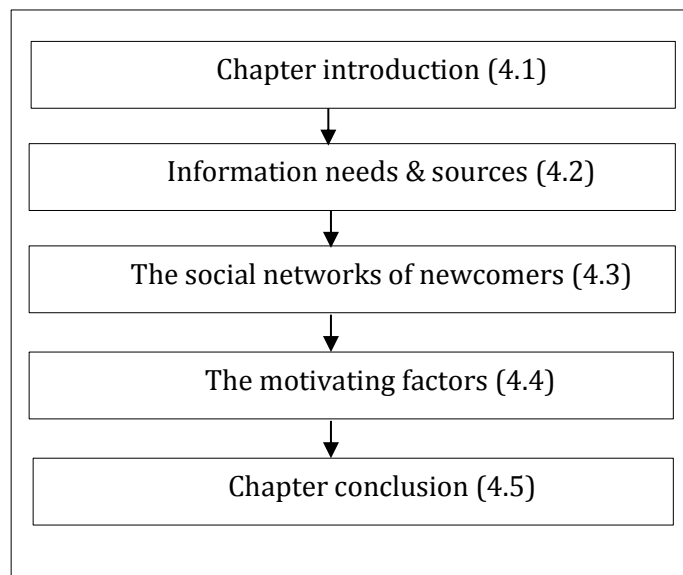 Chapter introduction (4.1)
Information needs & sources (4.2)
The social networks of newcomers (4.3)
The motivating factors (4.4)
Chapter conclusion (4.5)